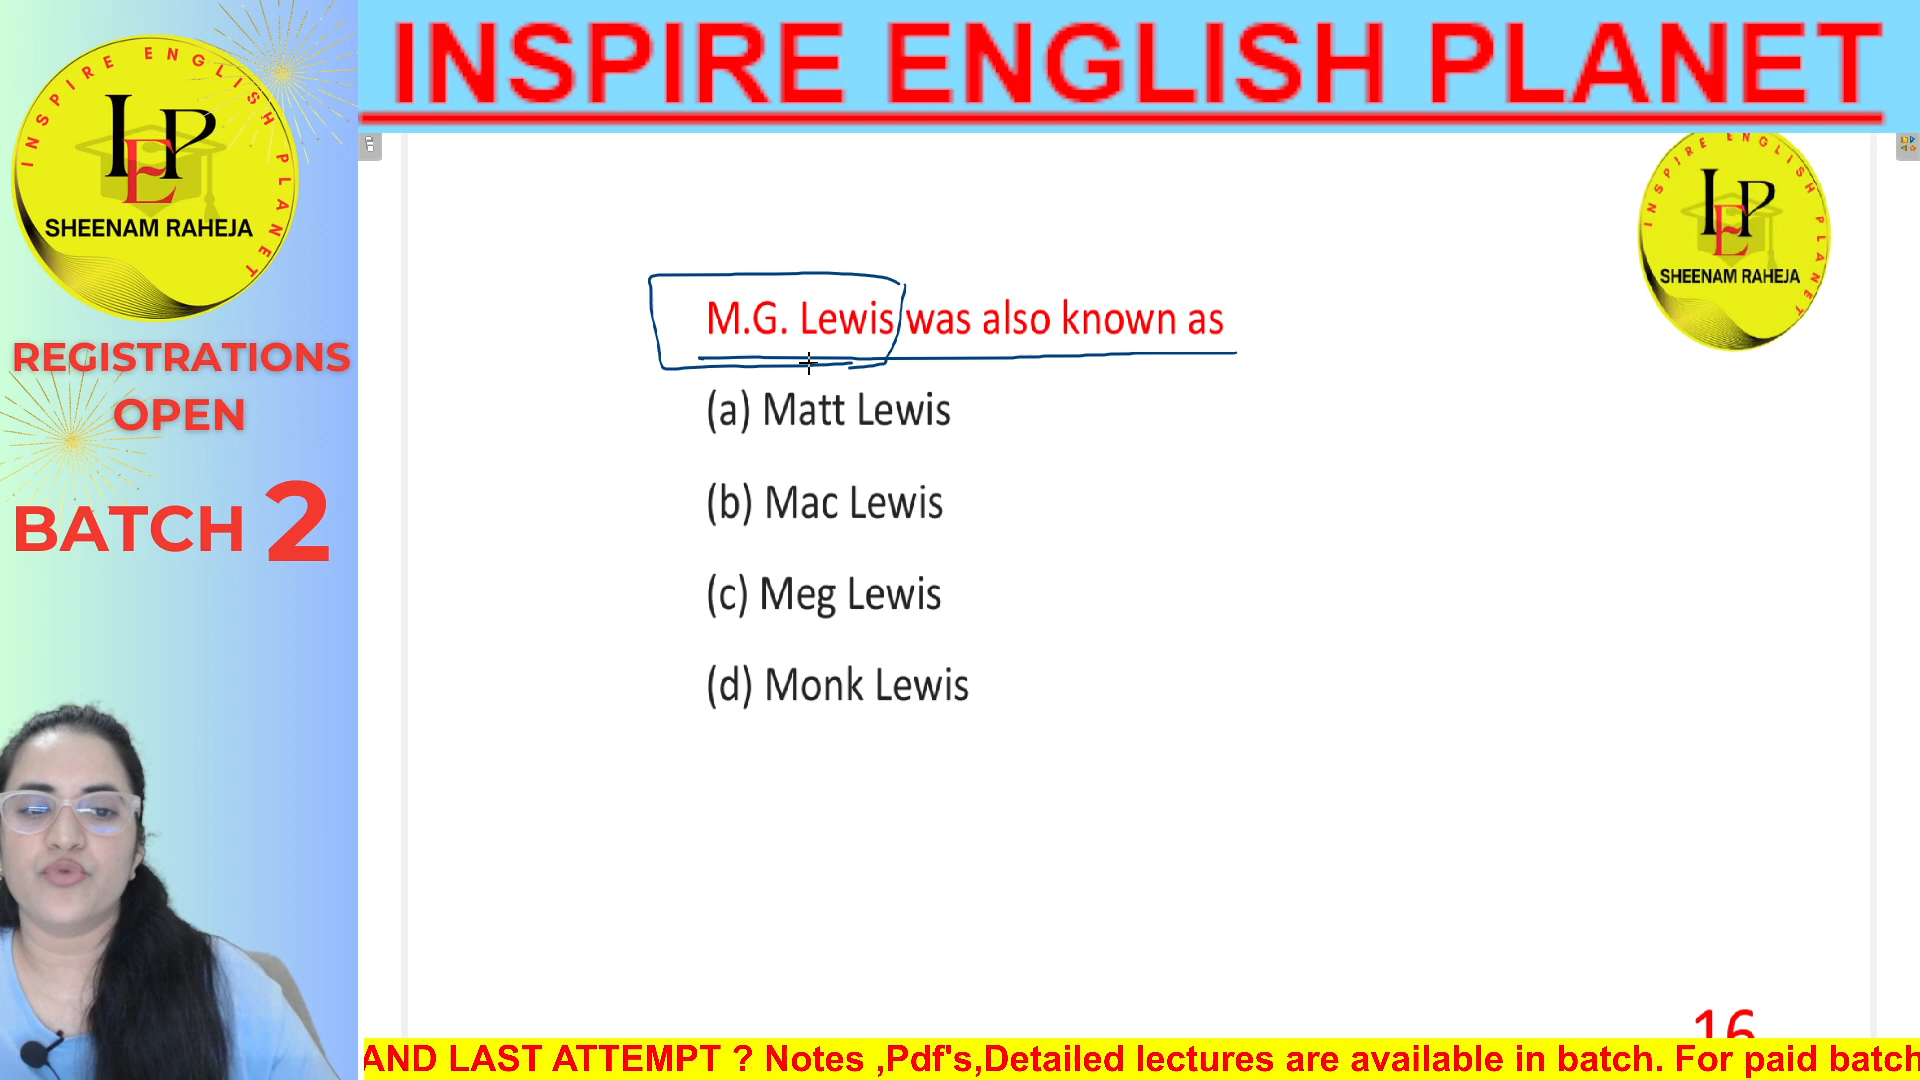 INSPIRE ENGLISH PLANET
INSPIRE ENGLISH PLANET
IEP
SHEENAM RAHEJA
REGISTRATIONS
OPEN
BATCH 2
INSPIRE ENGLISH PLANET
IEP
SHEENAM RAHEJA
M.G. Lewis was also known as
(a) Matt Lewis
(b) Mac Lewis
(c) Meg Lewis
(d) Monk Lewis
16
AND LAST ATTEMPT ? Notes ,Pdf's,Detailed lectures are available in batch. For paid batch